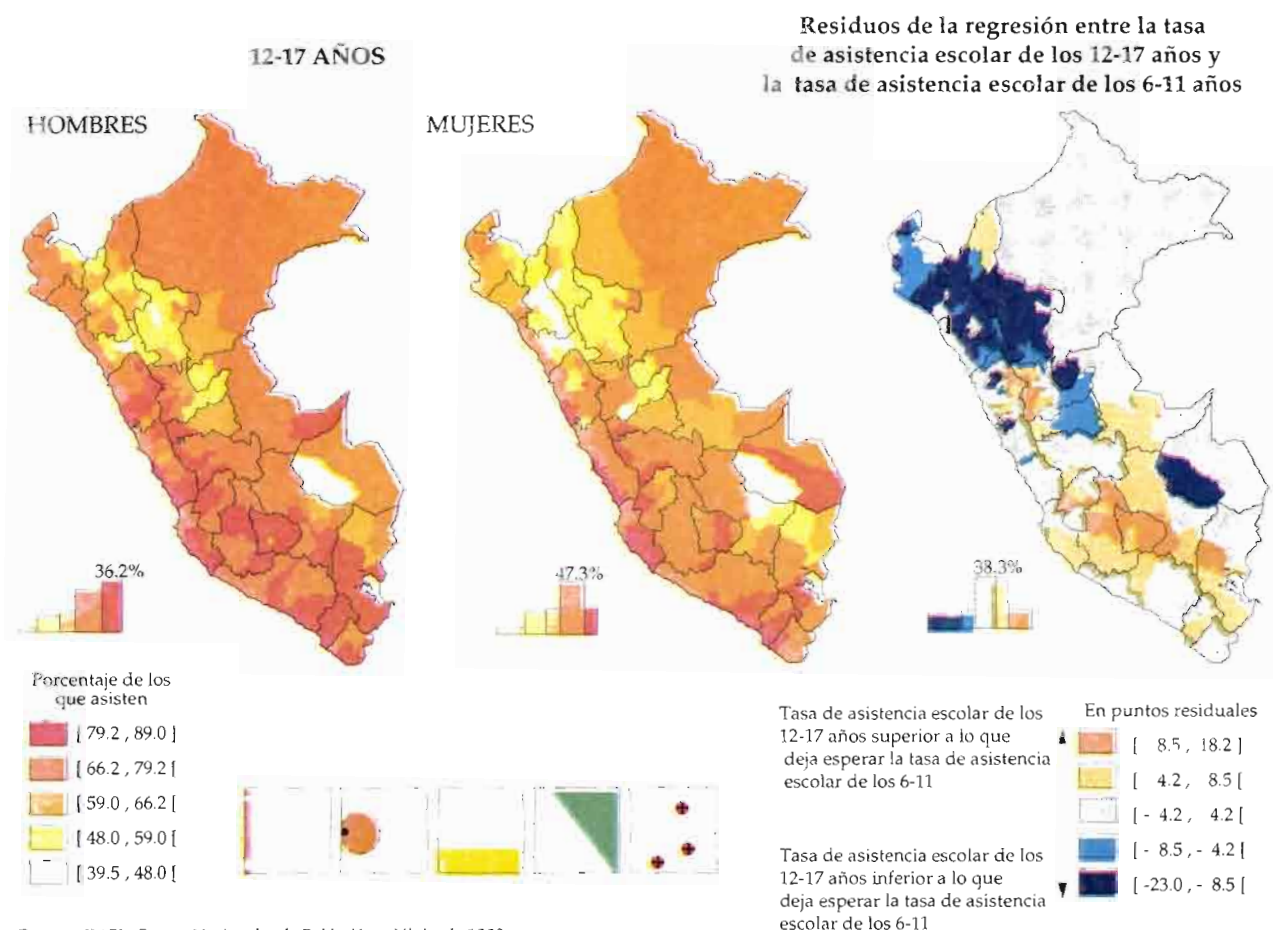 12-17 AÑOS
Residuos de la regresión entre la tasa
de asistencia escolar de los 12-17 años y
la tasa de asistencia escolar de los 6-11 años
HOMBRES
MUJERES
36.2%
47.3%
38.3%
Porcentaje de los
que asisten
[ 79.2 , 89.0 ]
[ 66.2 , 79.2 [
[ 59.0 , 66.2 [
[ 48.0 , 59.0 [
[ 39.5 , 48.0 [
Tasa de asistencia escolar de los
12-17 años superior a lo que
deja esperar la tasa de asistencia
escolar de los 6-11
Tasa de asistencia escolar de los
12-17 años inferior a lo que
deja esperar la tasa de asistencia
escolar de los 6-11
En puntos residuales
[ 8.5 , 18.2 ]
[ 4.2 , 8.5 [
[ - 4.2 , 4.2 [
[ - 8.5 , - 4.2 [
[ -23.0 , - 8.5 [